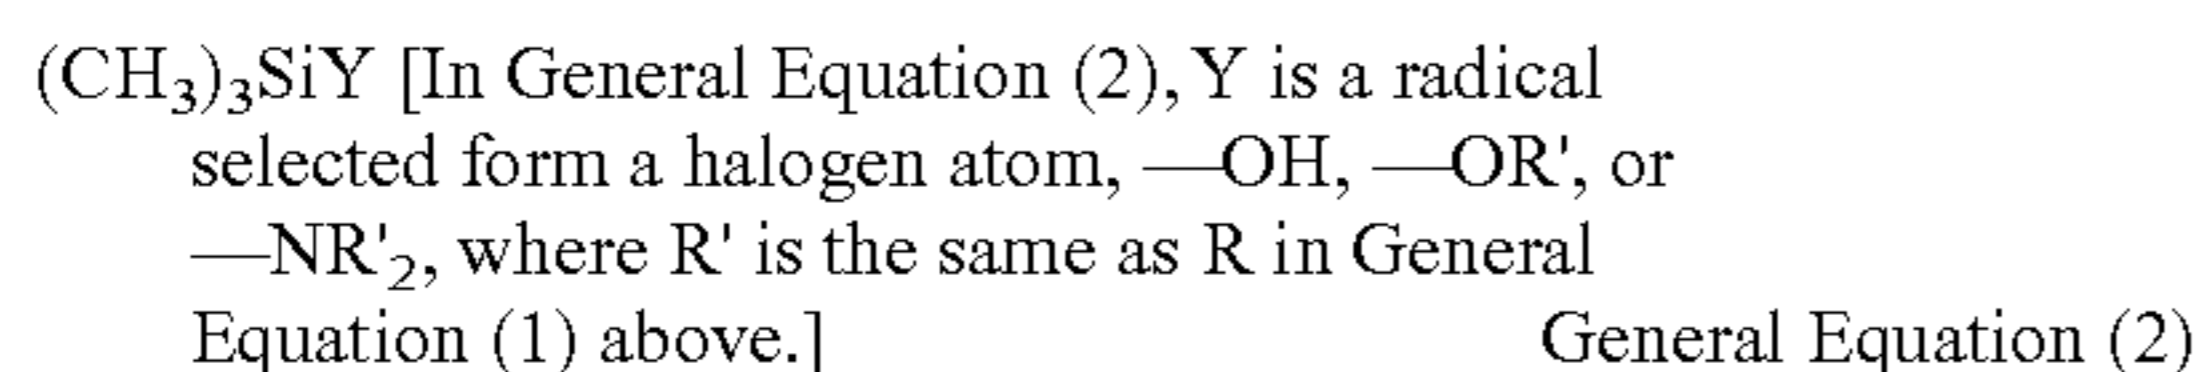 (CH₃)₃SiY [In General Equation (2), Y is a radical
selected form a halogen atom, —OH, —OR', or
—NR'₂, where R' is the same as R in General
Equation (1) above.] General Equation (2)